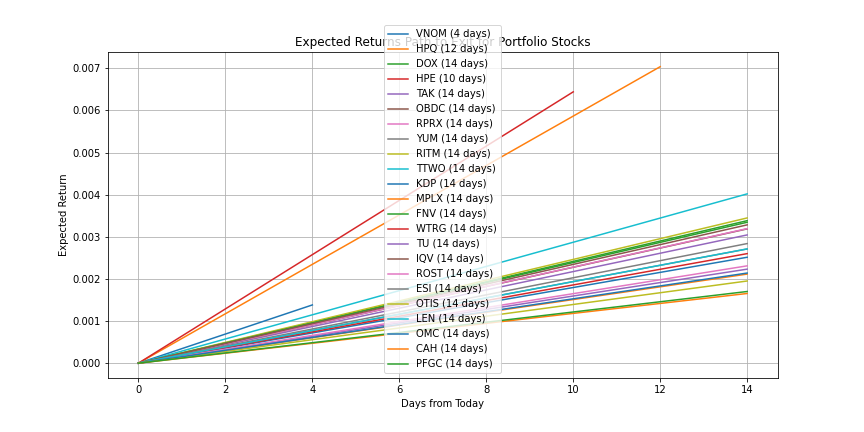 Expected Returns Path to Exit for Portfolio Stocks
VNOM (4 days)
HPQ (12 days)
DOX (14 days)
HPE (10 days)
TAK (14 days)
OBDC (14 days)
RPRX (14 days)
YUM (14 days)
RITM (14 days)
TTWO (14 days)
KDP (14 days)
MPLX (14 days)
FNV (14 days)
WTRG (14 days)
TU (14 days)
IQV (14 days)
ROST (14 days)
ESI (14 days)
OTIS (14 days)
LEN (14 days)
OMC (14 days)
CAH (14 days)
PFGC (14 days)
Expected Return
0.007
0.006
0.005
0.004
0.003
0.002
0.001
0.000
0
2
4
6
8
10
12
14
Days from Today